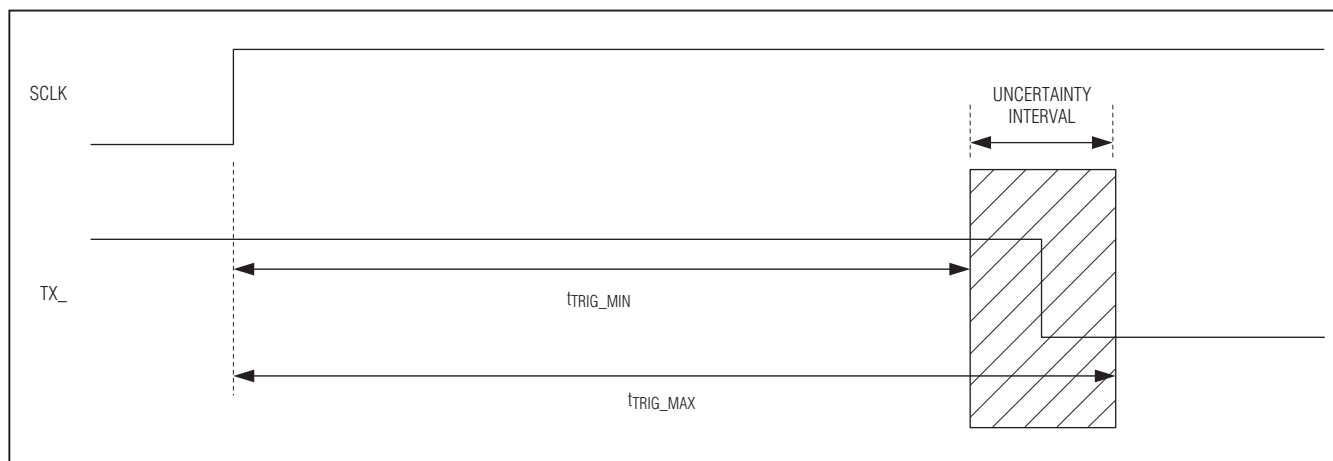 SCLK
UNCERTAINTY
INTERVAL
TX_
tTRIG_MIN
tTRIG_MAX